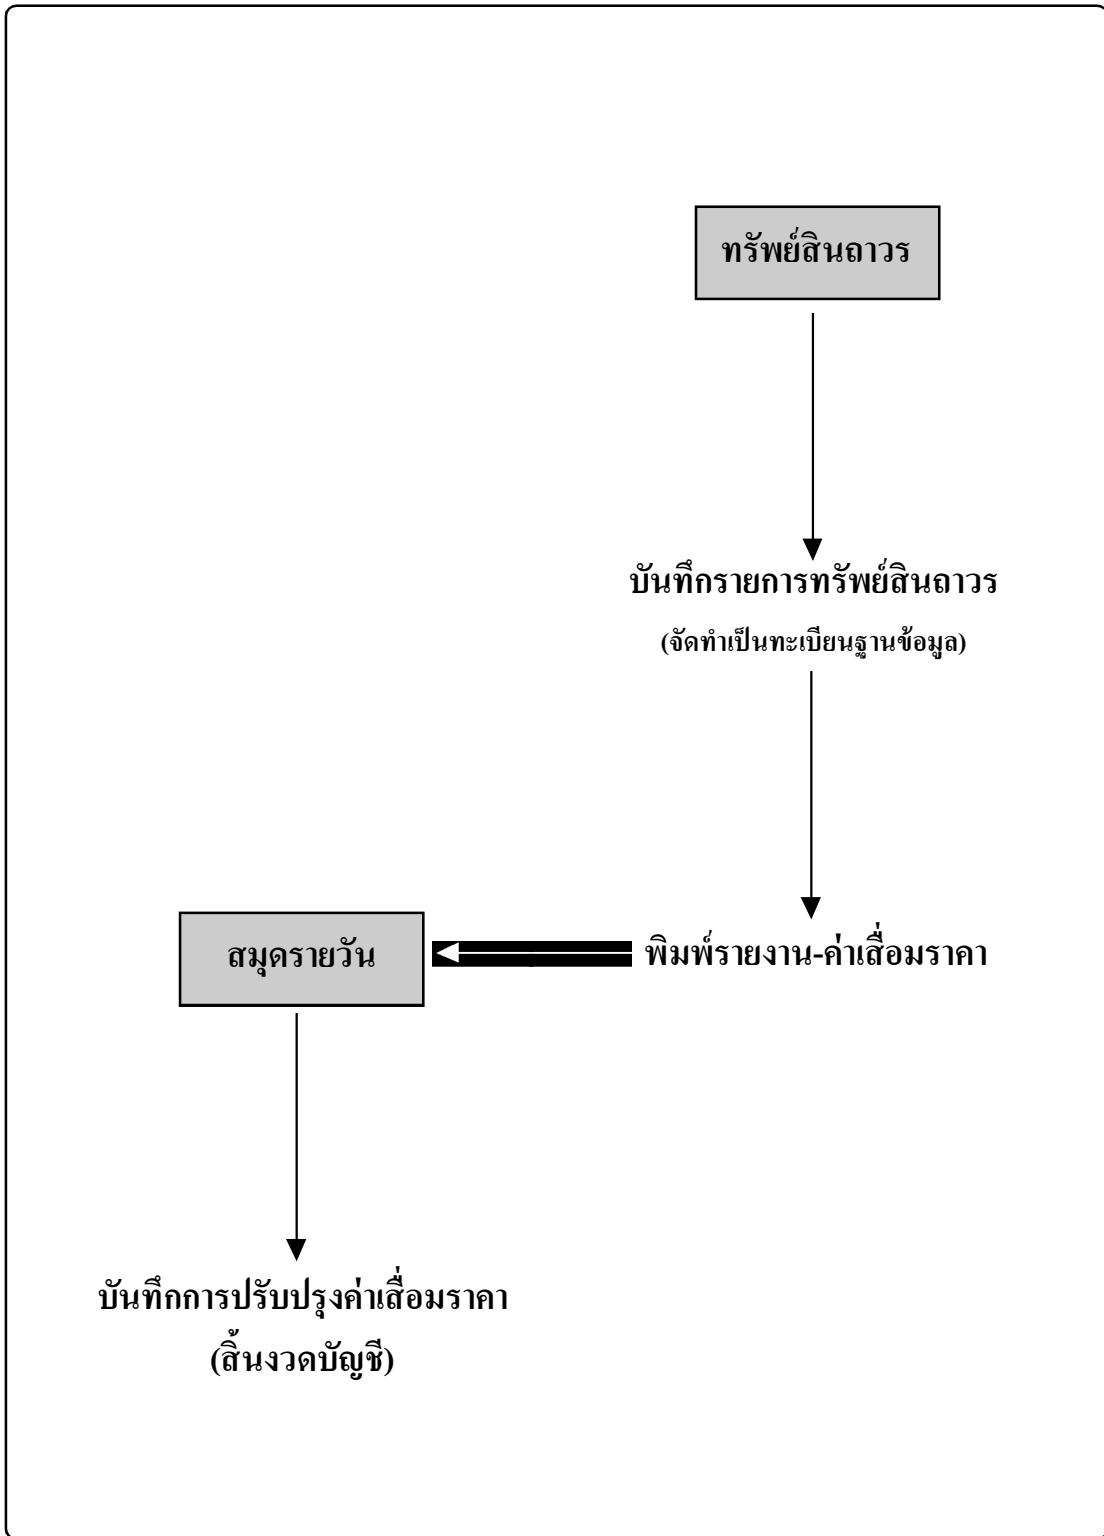 ทรัพย์สินถาวร
บันทึกรายการทรัพย์สินถาวร
(จัดทำเป็นทะเบียนฐานข้อมูล)
สมุดรายวัน
พิมพ์รายงาน-ค่าเสื่อมราคา
บันทึกการปรับปรุงค่าเสื่อมราคา
(สิ้นงวดบัญชี)